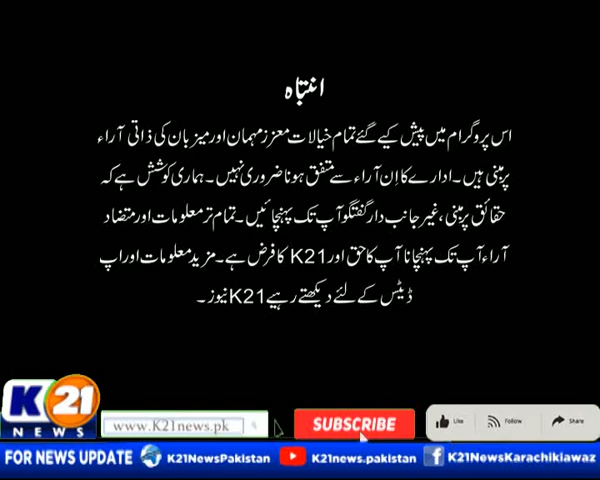 انتباہ
اس پروگرام میں پیش کیے گئے تمام خیالات معزز مہمان اور میزبان کی ذاتی آراء
پر مبنی ہیں۔ ادارے کا اِن آراء سے متفق ہونا ضروری نہیں۔ ہماری کوشش ہے کہ
حقائق پر مبنی، غیر جانب دار گفتگو آپ تک پہنچائیں۔ تمام تر معلومات اور متضاد
آراء آپ تک پہنچانا آپ کا حق اور K21 کا فرض ہے۔ مزید معلومات اور اپ
ڈیٹس کے لئے دیکھتے رہیے K21 نیوز۔
K21
NEWS
www.K21news.pk
SUBSCRIBE
Like
Follow
Share
FOR NEWS UPDATE
K21NewsPakistan
K21news.pakistan
K21NewsKarachikiawaz